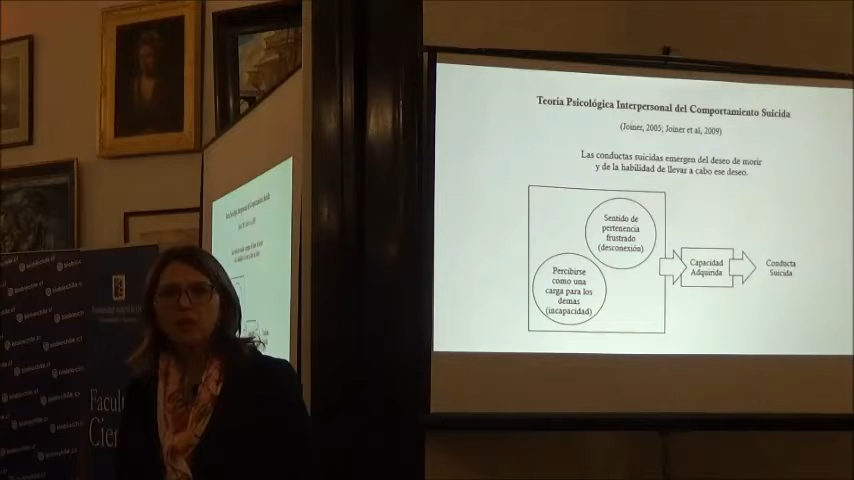 Teoría Psicológica Interpersonal del Comportamiento Suicida
(Joiner, 2005; Joiner et al, 2009)
Las conductas suicidas emergen del deseo de morir
y de la habilidad de llevar a cabo ese deseo.
Sentido de
pertenencia
frustrado
(desconexión)
Percibirse
como una
carga para los
demas
(incapacidad)
Capacidad
Adquirida
Conducta
Suicida
Facult
Cien